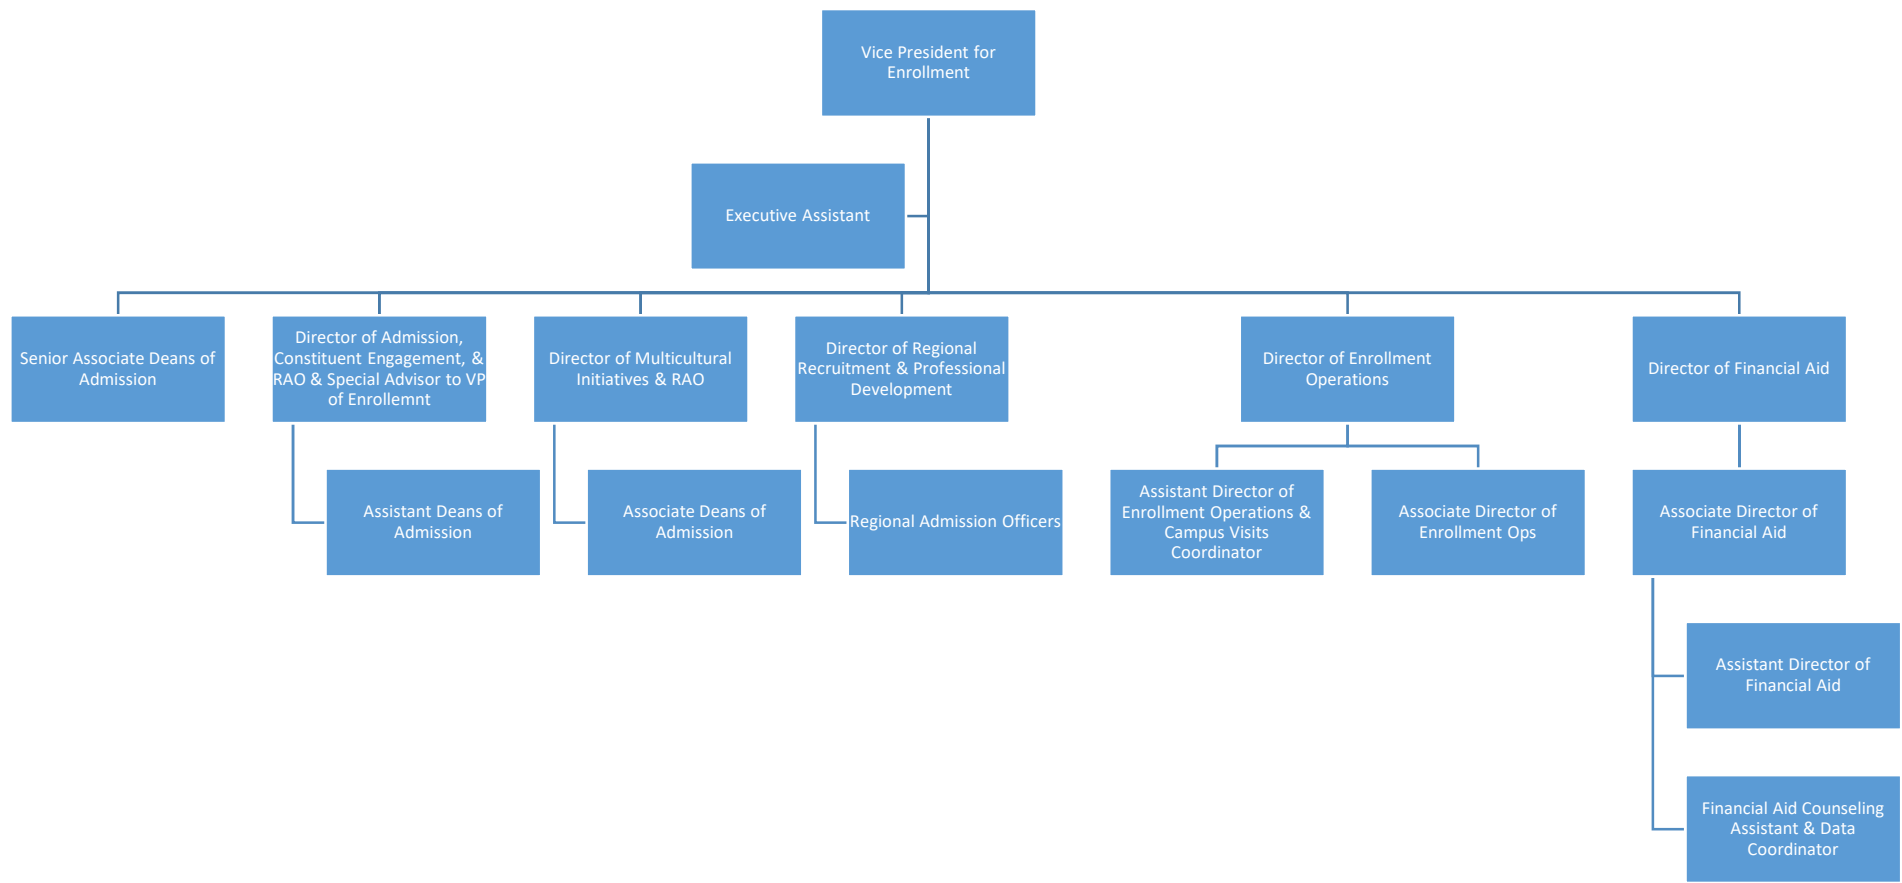 Vice President for
Enrollment
Executive Assistant
Senior Associate Deans of
Admission
Director of Admission,
Constituent Engagement, &
RAO & Special Advisor to VP
of Enrollemnt
Director of Multicultural
Initiatives & RAO
Director of Regional
Recruitment & Professional
Development
Director of Enrollment
Operations
Director of Financial Aid
Assistant Deans of
Admission
Associate Deans of
Admission
Regional Admission Officers
Assistant Director of
Enrollment Operations &
Campus Visits
Coordinator
Associate Director of
Enrollment Ops
Associate Director of
Financial Aid
Assistant Director of
Financial Aid
Financial Aid Counseling
Assistant & Data
Coordinator